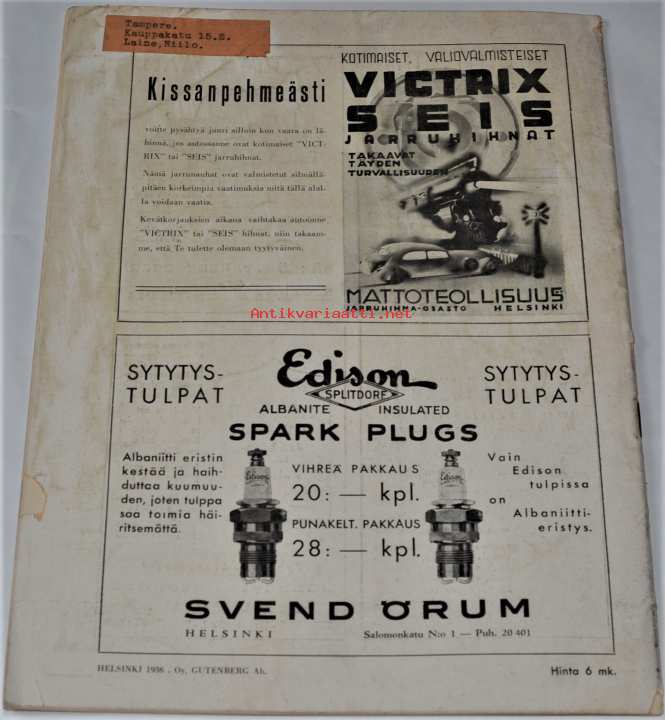 Tampere.
Kauppakatu 15.S.
Laine,Niilo.
Kissanpehmeästi
voitte pysähtyä juuri silloin kun vaara on lä-
hinnä, jos autossanne ovat kotimaiset "VICT-
RIX" tai "SEIS" jarruhihnat.
Nämä jarrunauhat ovat valmistetut silmällä-
pitäen korkeimpia vaatimuksia mitä tällä alal-
la voidaan vaatia.
Kevätkorjauksien aikana vaihtakaa autoonne
"VICTRIX" tai "SEIS" hihnat, niin takaam-
me, että Te tulette olemaan tyytyväinen.
KOTIMAISET, VALIOVALMISTEISET
VICTRIX
SEIS
JARRUHIHNAT
TAKAAVAT
TÄYDEN
TURVALLISUUDEN
MATTOTEOLLISUUS
JARRUHIHNA-OSASTO HELSINKI
Antikvariaatti.net
SYTYTYS-
TULPAT
Edison
SPLITDORF
ALBANITE INSULATED
SPARK PLUGS
SYTYTYS-
TULPAT
Albaniitti eristin
kestää ja haih-
duttaa kuumuu-
den, joten tulppa
saa toimia häi-
ritsemättä.
Edison
VIHREÄ PAKKAUS
20: — kpl.
PUNAKELT. PAKKAUS
28: — kpl.
Edison
Vain
Edison
tulpissa
on
Albaniitti-
eristys.
SVEND ÖRUM
HELSINKI Salomonkatu N:o 1 — Puh. 20 401
HELSINKI 1936 . Oy, GUTENBERG Ab.
Hinta 6 mk.